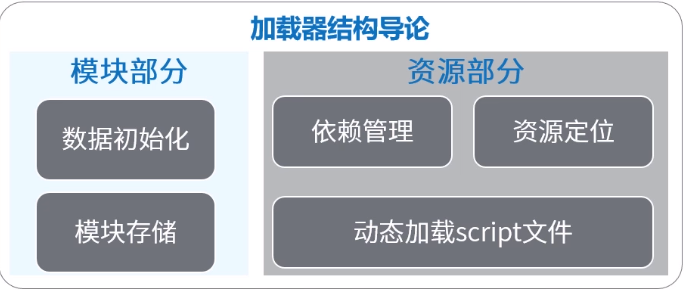 加载器结构导论
模块部分
资源部分
数据初始化
依赖管理
资源定位
模块存储
动态加载script文件